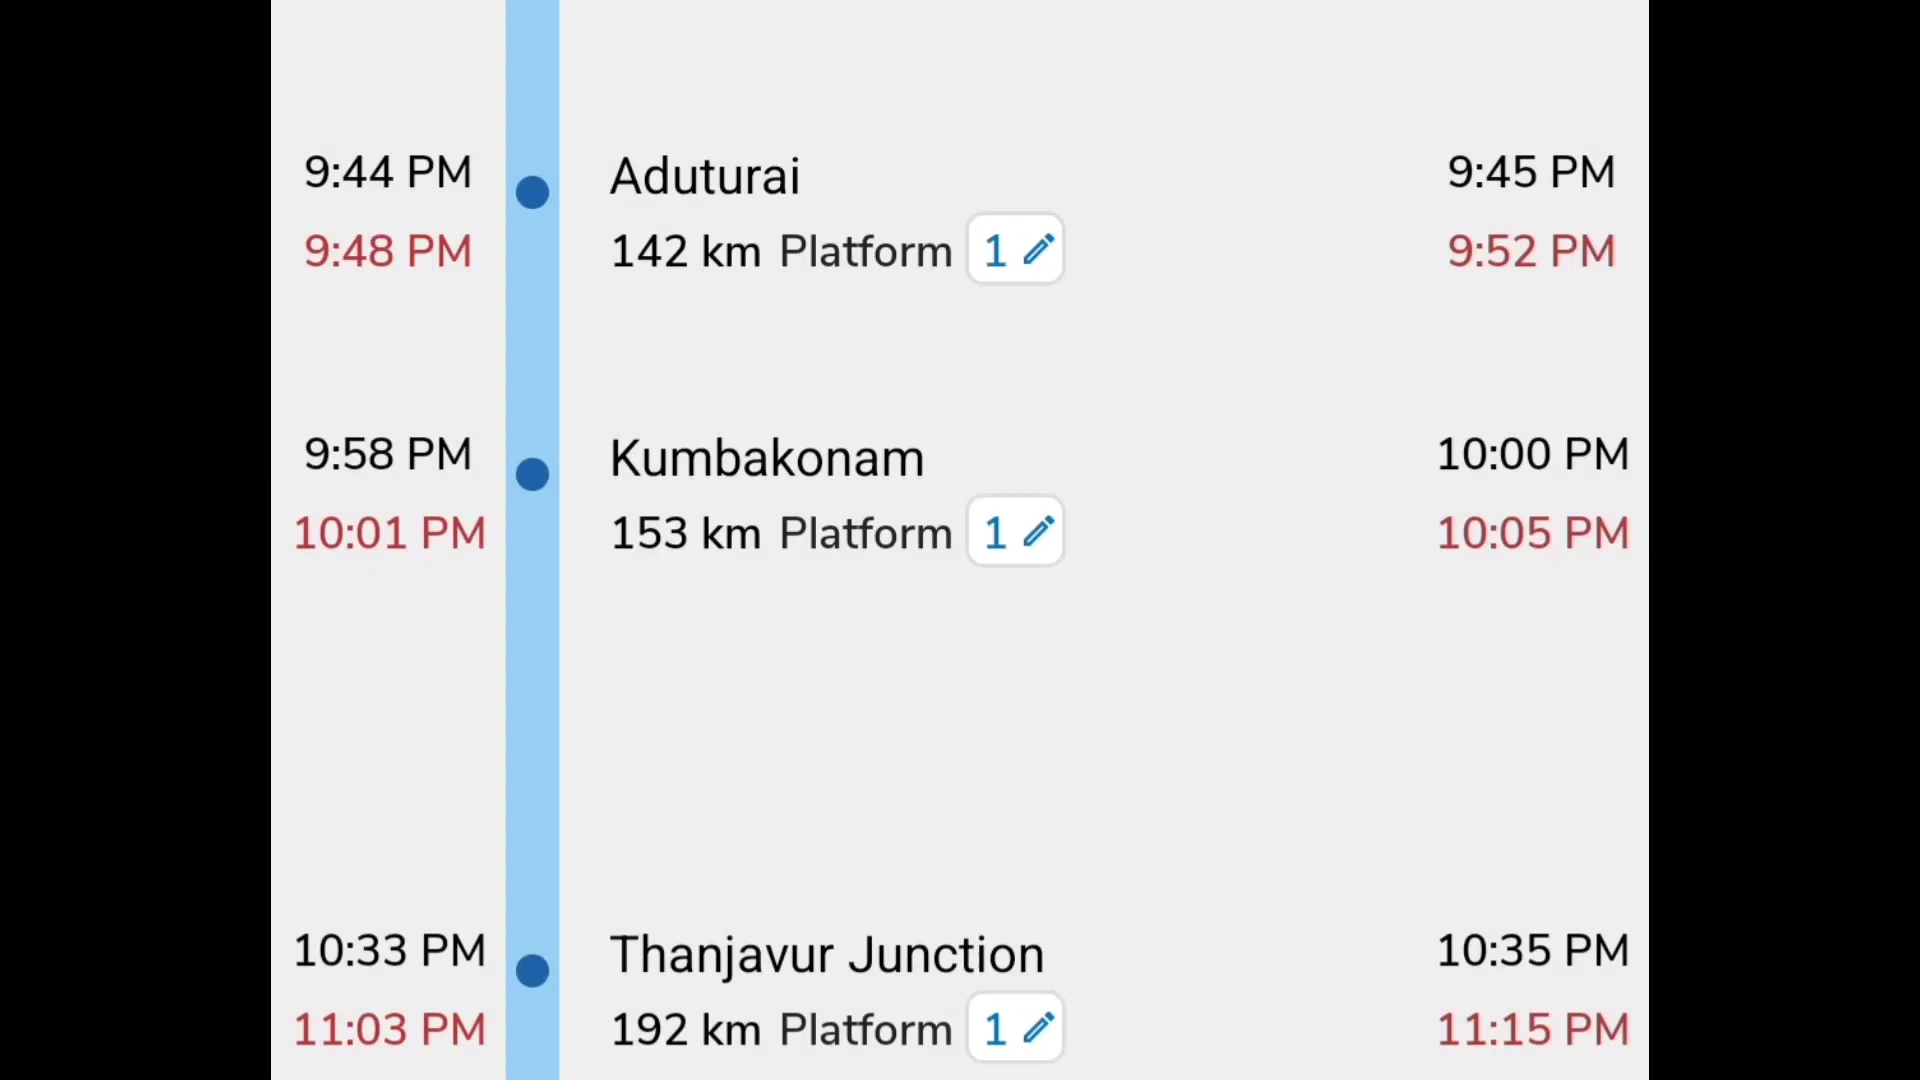 9:44 PM Aduturai 9:45 PM
9:48 PM 142 km Platform 1 9:52 PM
9:58 PM Kumbakonam 10:00 PM
10:01 PM 153 km Platform 1 10:05 PM
10:33 PM Thanjavur Junction 10:35 PM
11:03 PM 192 km Platform 1 11:15 PM